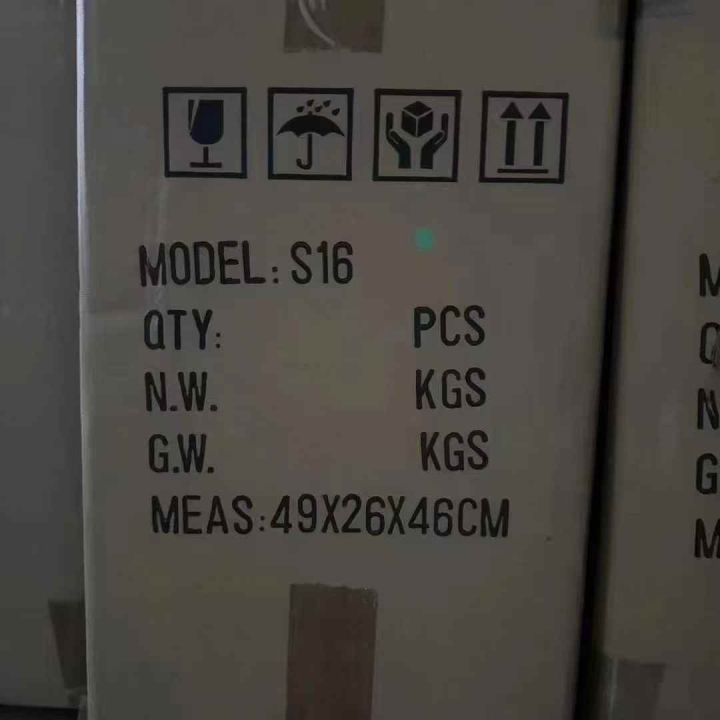 MODEL: S16
QTY: PCS
N.W. KGS
G.W. KGS
MEAS:49X26X46CM
M
Q
N
G
M